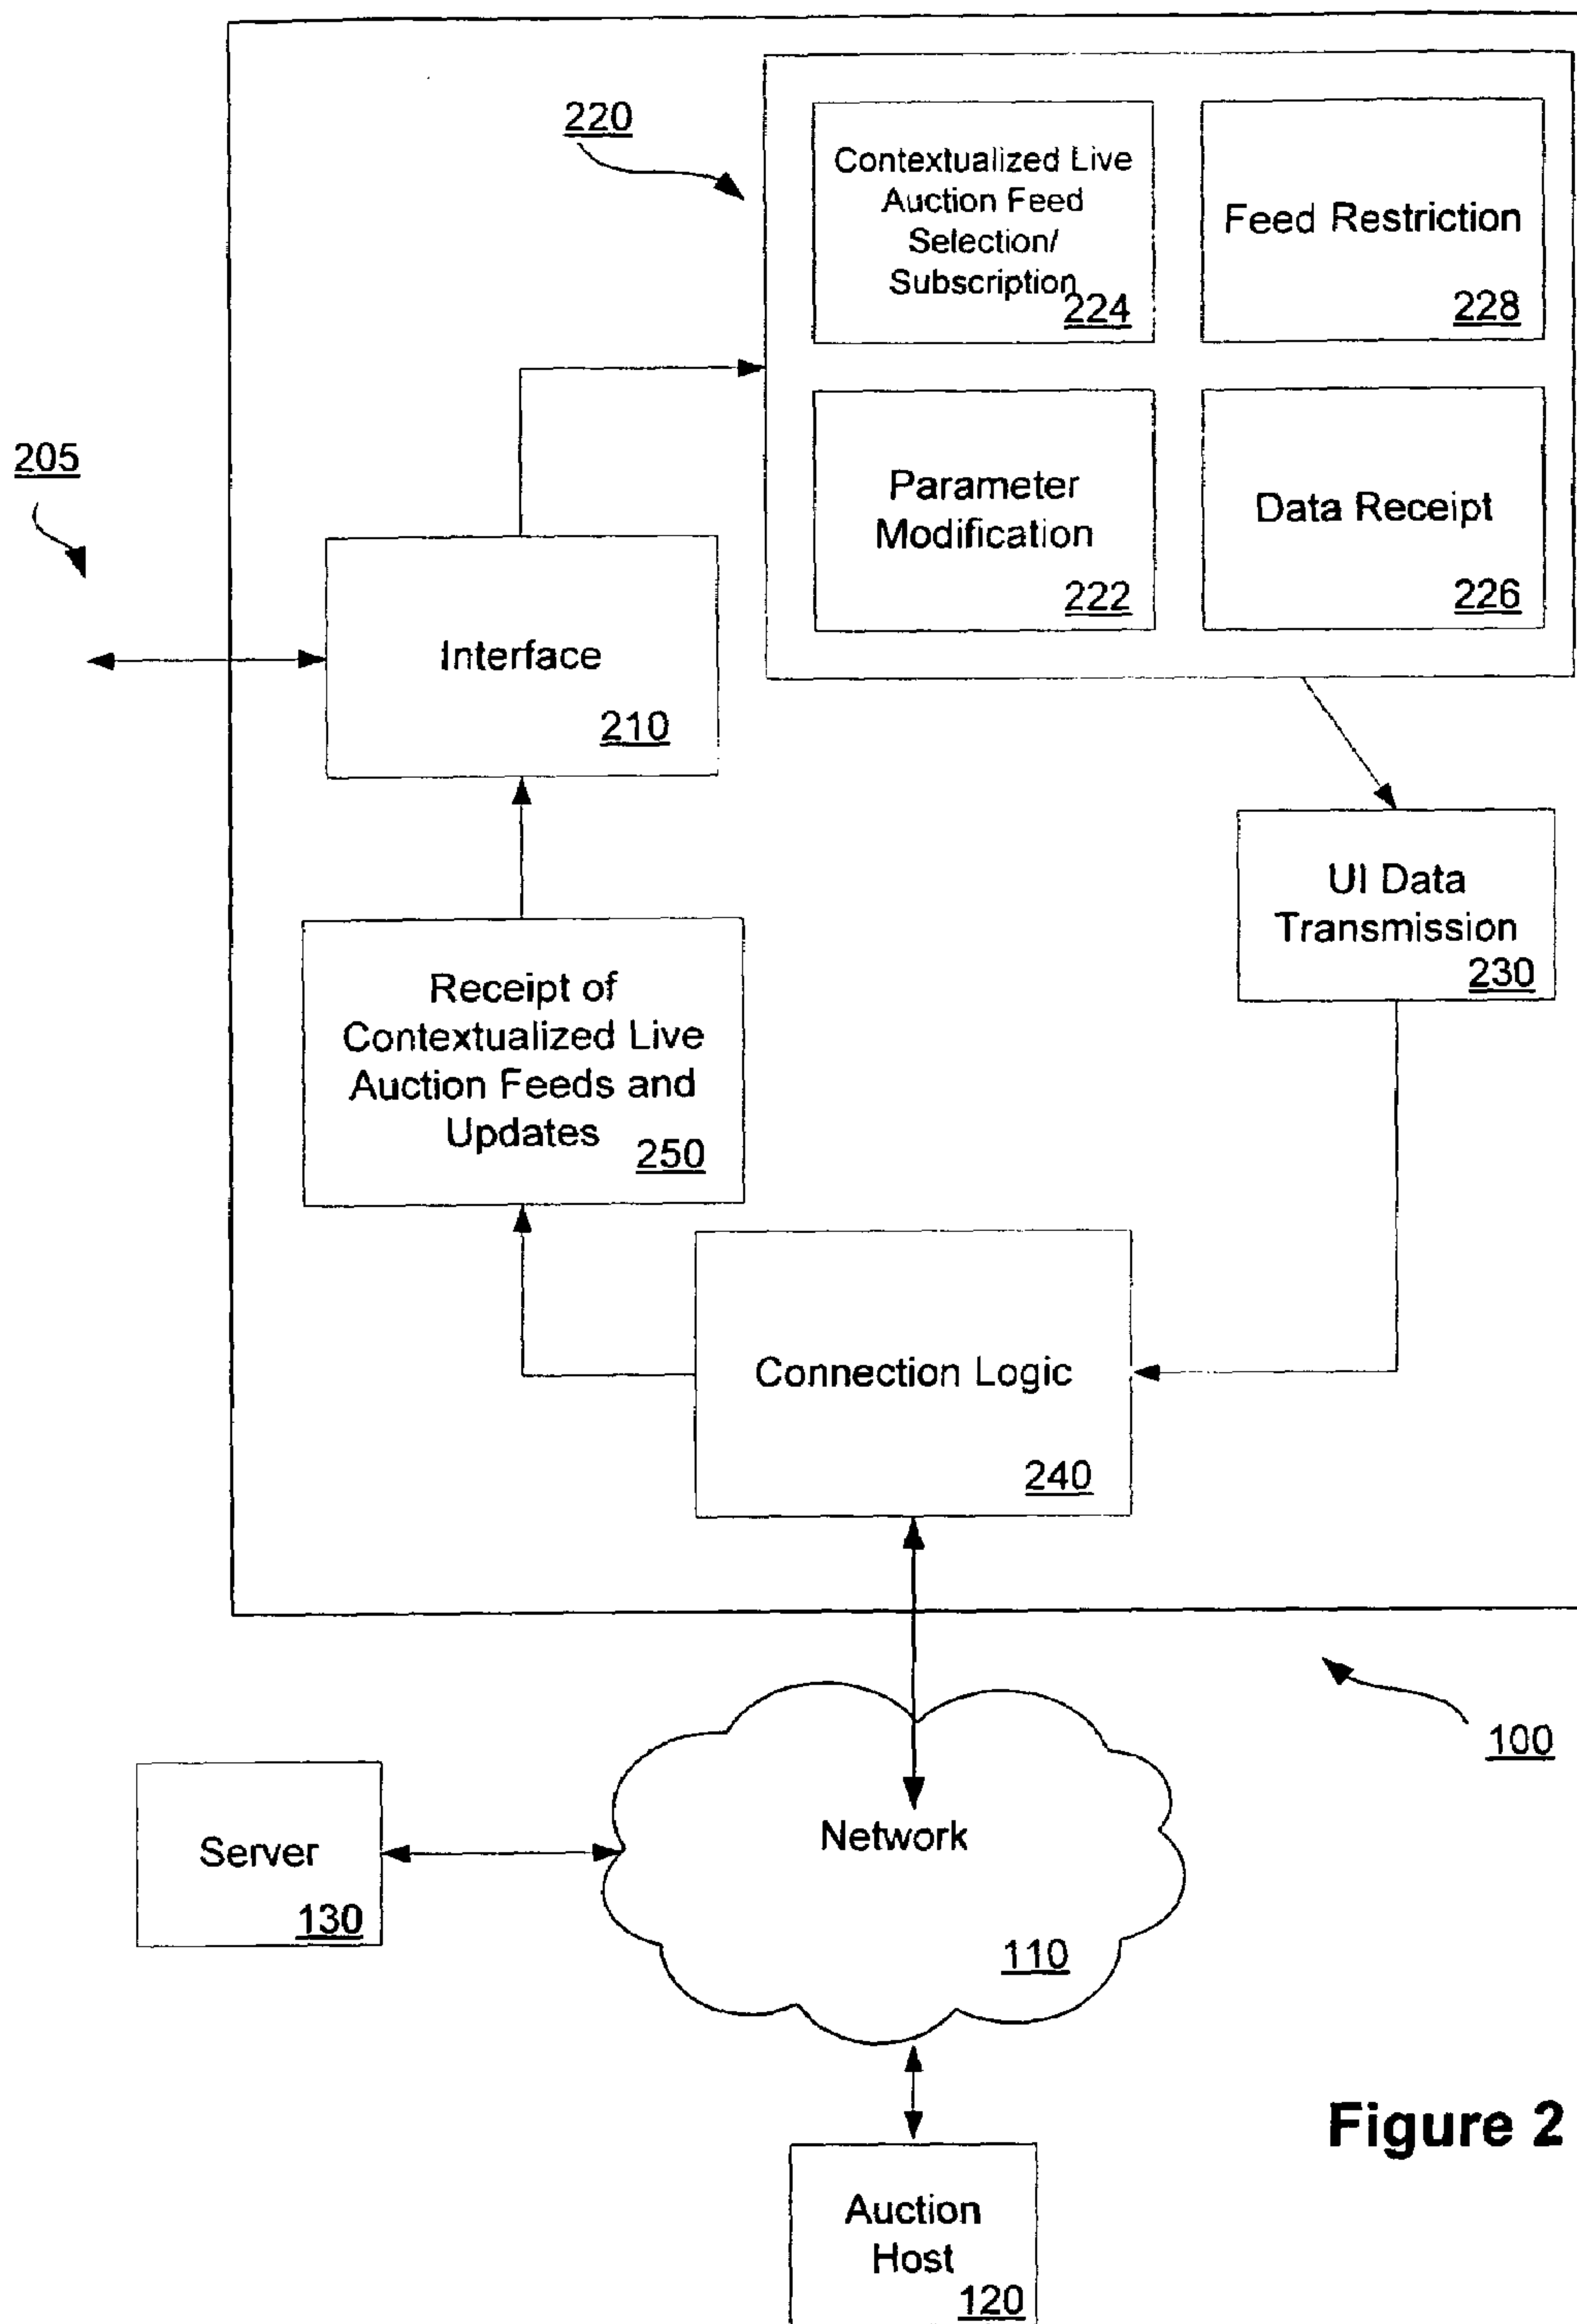 220
Contextualized Live
Auction Feed
Selection/
Subscription
224
Feed Restriction
228
205
Parameter
Modification
222
Data Receipt
226
Interface
210
UI Data
Transmission
230
Receipt of
Contextualized Live
Auction Feeds and
Updates
250
Connection Logic
240
100
Server
130
Network
110
Figure 2
Auction
Host
120